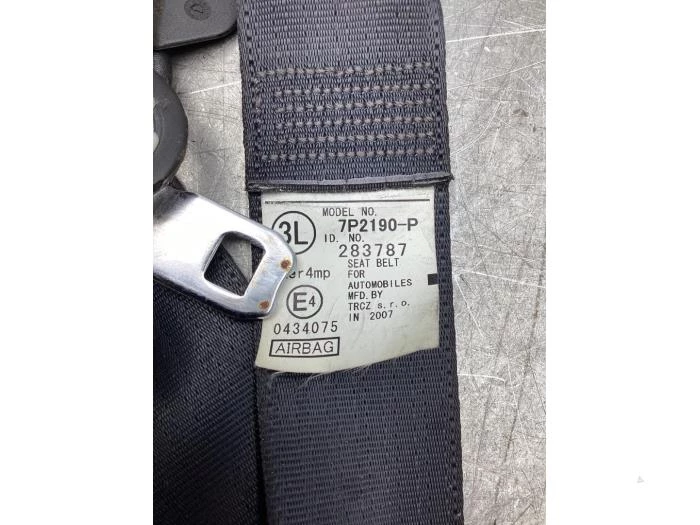 MODEL NO.
3L 7P2190-P
ID. NO.
283787
er4mp
SEAT BELT
FOR
AUTOMOBILES
E4
MFD. BY
TRCZ s.r.o.
0434075 IN 2007
AIRBAG